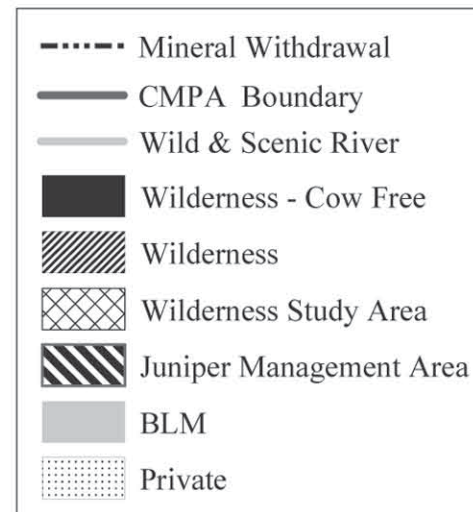 Mineral Withdrawal
CMPA Boundary
Wild & Scenic River
Wilderness - Cow Free
Wilderness
Wilderness Study Area
Juniper Management Area
BLM
Private